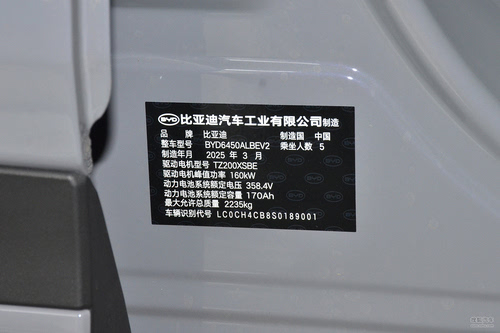 BYD 比亚迪汽车工业有限公司 制造
品牌 比亚迪 制造国 中国
整车型号 BYD6450ALBEV2 乘坐人数 5
制造年月 2025 年 3 月
驱动电机型号 TZ200XSBE
驱动电机峰值功率 160kW
动力电池系统额定电压 358.4V
动力电池系统额定容量 170Ah
最大允许总质量 2235kg
车辆识别代号 LC0CH4CB8S0189001